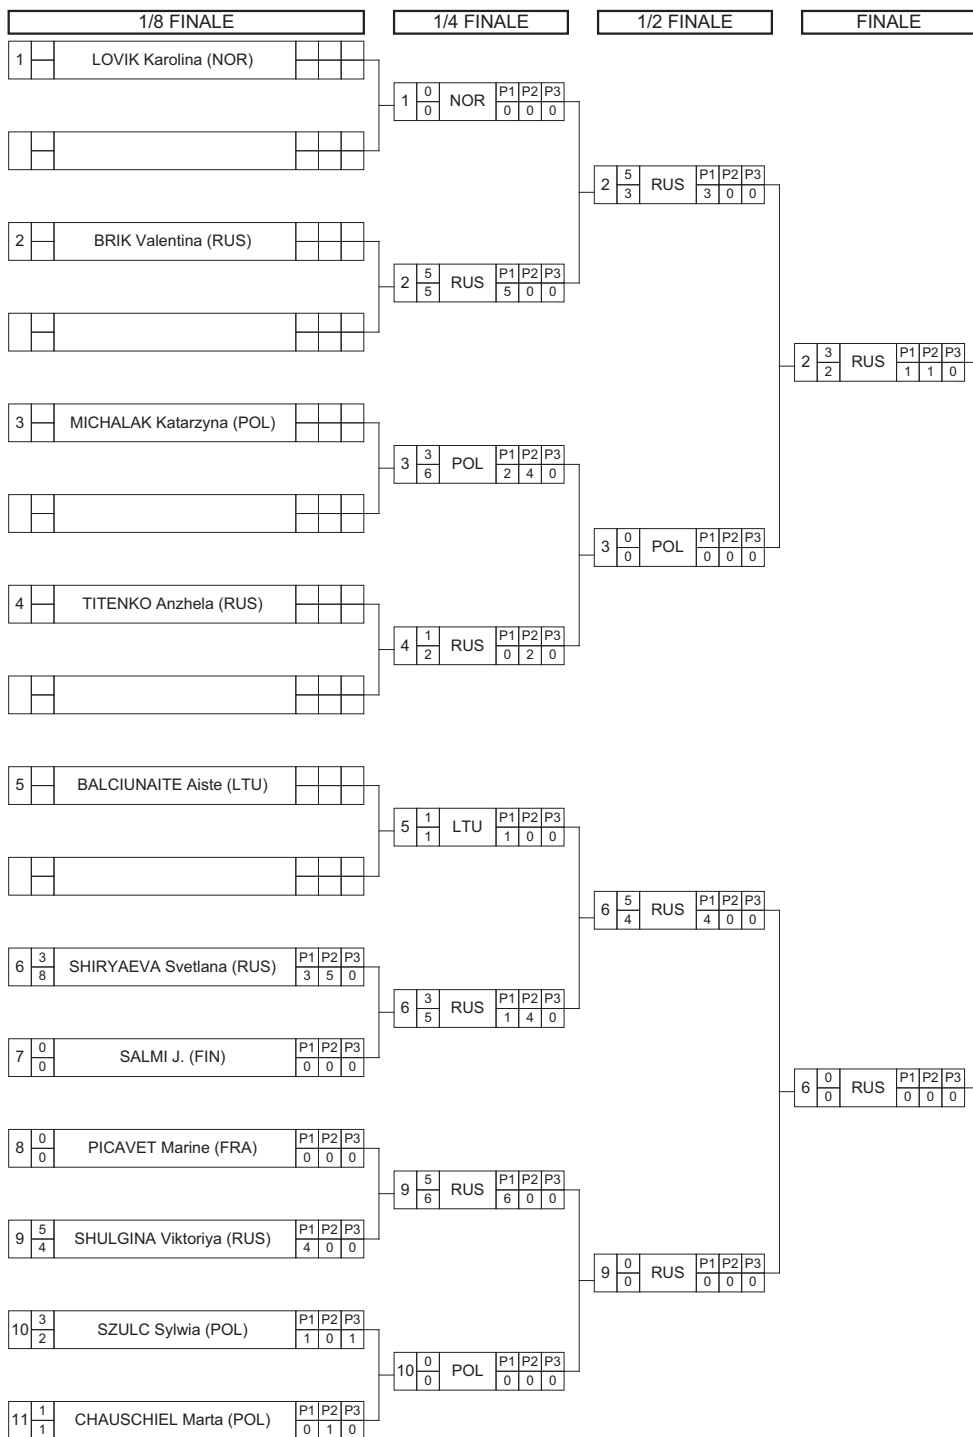 1/8 FINALE 1/4 FINALE 1/2 FINALE FINALE
1 LOVIK Karolina (NOR)
1 0 0 NOR P1 P2 P3 0 0 0
2 5 3 RUS P1 P2 P3 3 0 0
2 BRIK Valentina (RUS)
2 5 5 RUS P1 P2 P3 5 0 0
2 3 2 RUS P1 P2 P3 1 1 0
3 MICHALAK Katarzyna (POL)
3 3 6 POL P1 P2 P3 2 4 0
3 0 0 POL P1 P2 P3 0 0 0
4 TITENKO Anzhela (RUS)
4 1 2 RUS P1 P2 P3 0 2 0
5 BALCIUNAITE Aiste (LTU)
5 1 1 LTU P1 P2 P3 1 0 0
6 5 4 RUS P1 P2 P3 4 0 0
6 3 8 SHIRYAEVA Svetlana (RUS) P1 P2 P3 3 5 0
6 3 5 RUS P1 P2 P3 1 4 0
7 0 0 SALMI J. (FIN) P1 P2 P3 0 0 0
6 0 0 RUS P1 P2 P3 0 0 0
8 0 0 PICAVET Marine (FRA) P1 P2 P3 0 0 0
9 5 6 RUS P1 P2 P3 6 0 0
9 5 4 SHULGINA Viktoriya (RUS) P1 P2 P3 4 0 0
9 0 0 RUS P1 P2 P3 0 0 0
10 3 2 SZULC Sylwia (POL) P1 P2 P3 1 0 1
10 0 0 POL P1 P2 P3 0 0 0
11 1 1 CHAUSCHIEL Marta (POL) P1 P2 P3 0 1 0